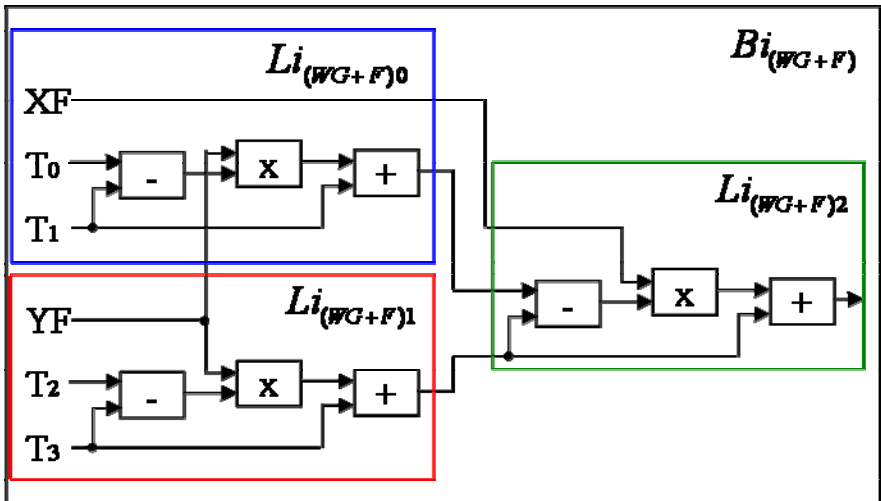 Li(WG+F)0
Bi(WG+F)
XF
T0
-
x
+
T1
Li(WG+F)2
YF
Li(WG+F)1
-
x
+
T2
-
x
+
T3